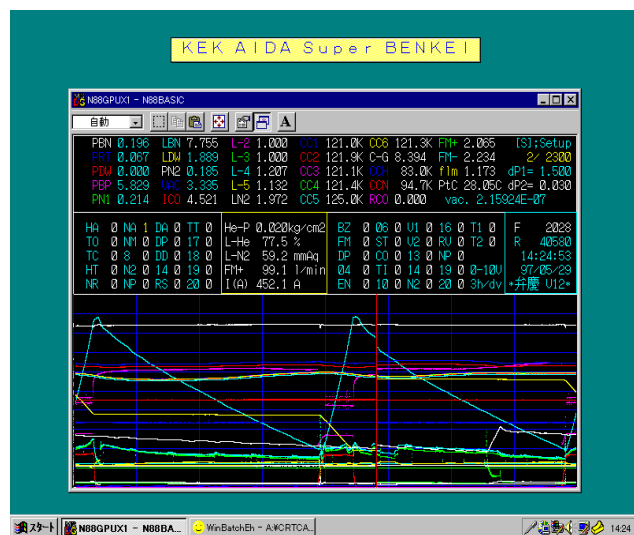 KEK AIDA Super BENKEI
N88GPUX1 - N88BASIC
自動
A
PBN 0.196 LBN 7.755 L-2 1.000 CC1 121.0K CC6 121.3K FM+ 2.065 [S];Setup
PRT 0.067 LDW 1.889 L-3 1.000 CC2 121.9K C-G 8.394 FM- 2.234 2/ 2300
PDW 0.000 PN2 0.185 L-4 1.207 CC3 121.1K CCH 83.0K flm 1.173 dP1= 1.500
PBP 5.829 VAC 3.335 L-5 1.132 CC4 121.4K CCN 94.7K PtC 28.05C dP2= 0.030
PN1 0.214 ICO 4.521 LN2 1.972 CC5 125.0K RCO 0.000 vac. 2.15924E-07
HA 0 NA 1 DA 0 TT 0 He-P 0.020kg/cm2 BZ 0 06 0 V1 0 16 0 T1 0 F 2028
TO 0 NM 0 DP 0 17 0 L-He 77.5 % FM 0 ST 0 U2 0 RV 0 T2 0 R 40580
TC 0 8 0 DD 0 18 0 L-N2 59.2 mmAq DP 0 CO 0 13 0 NP 0 14:24:53
HT 0 N2 0 14 0 19 0 FM+ 99.1 l/min 04 0 TI 0 14 0 19 0 0-10V 97/05/29
NR 0 NP 0 RS 0 20 0 I(A) 452.1 A EN 0 10 0 N2 0 20 0 3h/dv *弁慶 V12*
スタート N88GPUX1 - N88BA... WinBatchEh - A:¥CRTCA... 14:24